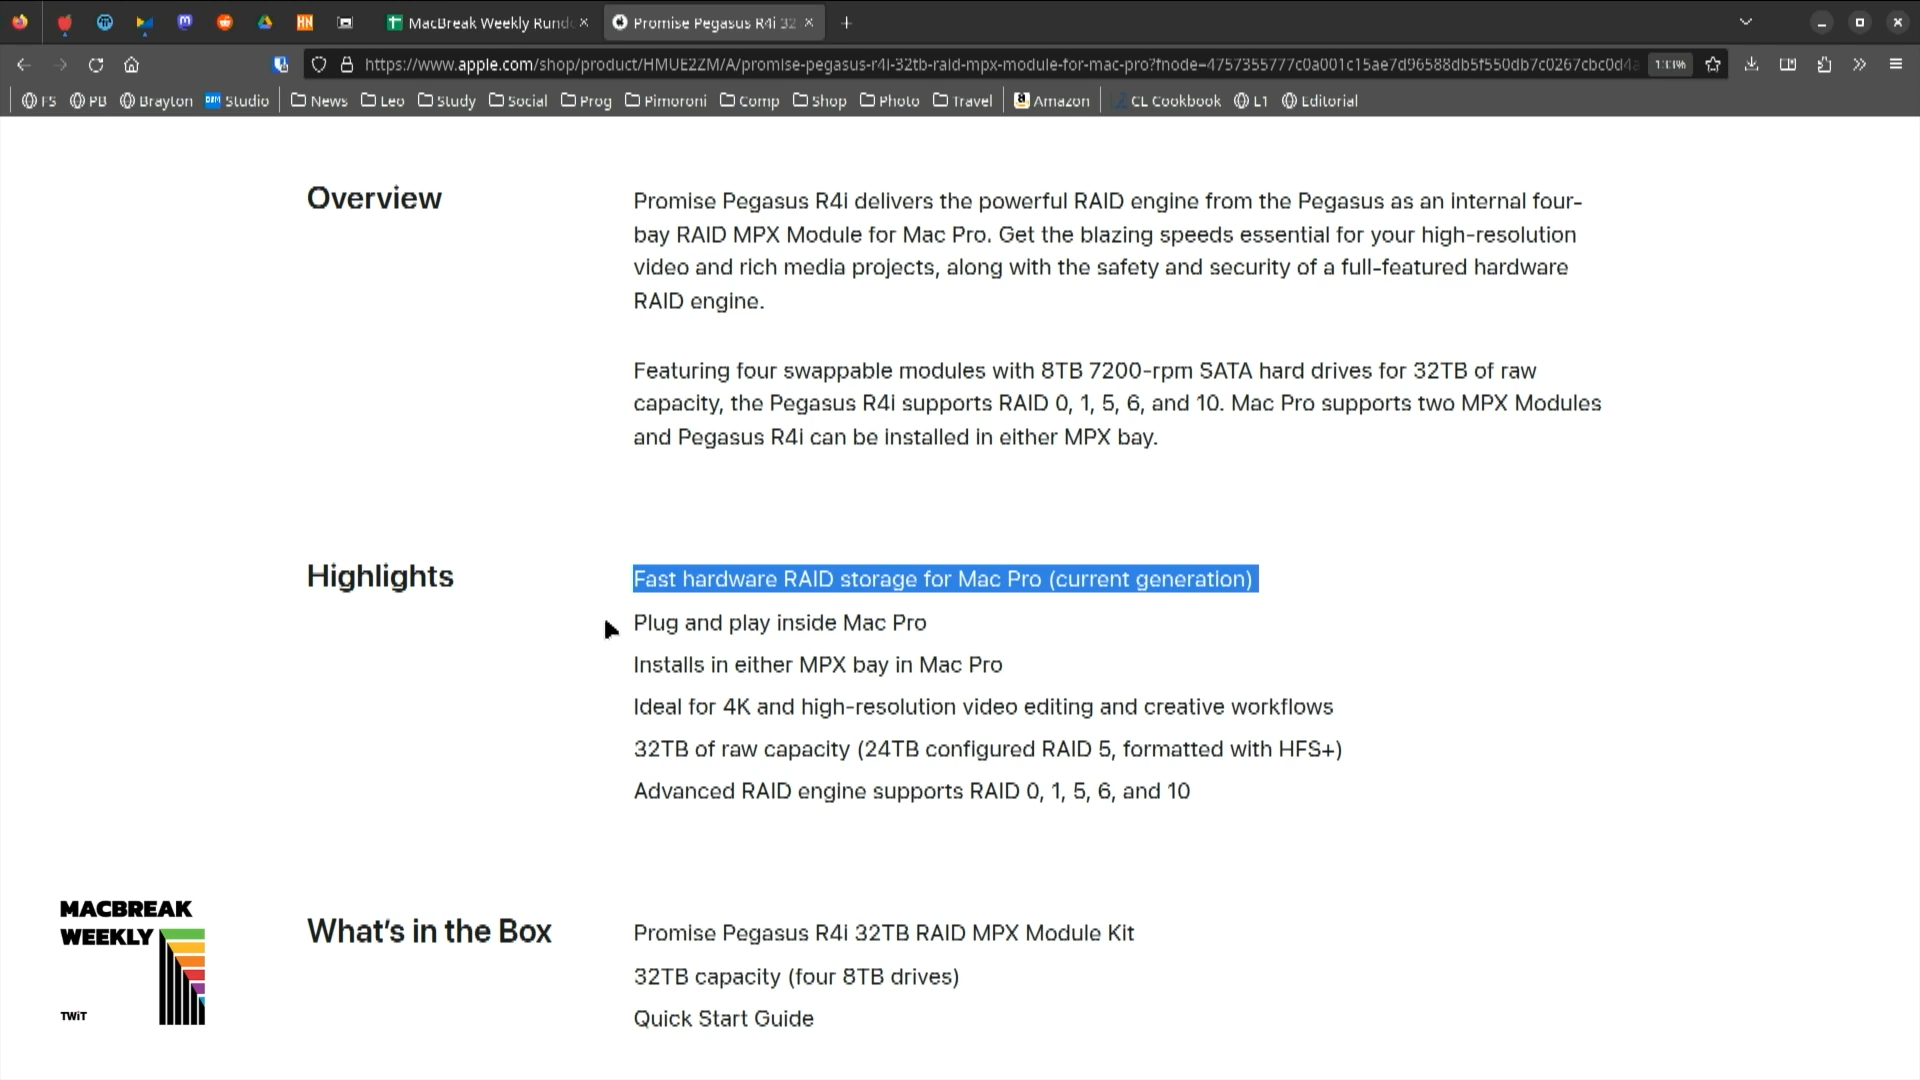 MacBreak Weekly Rund
Promise Pegasus R4i 32
https://www.apple.com/shop/product/HMUE2ZM/A/promise-pegasus-r4i-32tb-raid-mpx-module-for-mac-pro?fnode=4757355777c0a001c15ae7d96588db5f550db7c0267cbc0d4a
133%
FS PB Brayton Studio News Leo Study Social Prog Pimoroni Comp Shop Photo Travel Amazon CL Cookbook L1 Editorial
Overview
Promise Pegasus R4i delivers the powerful RAID engine from the Pegasus as an internal four-
bay RAID MPX Module for Mac Pro. Get the blazing speeds essential for your high-resolution
video and rich media projects, along with the safety and security of a full-featured hardware
RAID engine.
Featuring four swappable modules with 8TB 7200-rpm SATA hard drives for 32TB of raw
capacity, the Pegasus R4i supports RAID 0, 1, 5, 6, and 10. Mac Pro supports two MPX Modules
and Pegasus R4i can be installed in either MPX bay.
Highlights
Fast hardware RAID storage for Mac Pro (current generation)
Plug and play inside Mac Pro
Installs in either MPX bay in Mac Pro
Ideal for 4K and high-resolution video editing and creative workflows
32TB of raw capacity (24TB configured RAID 5, formatted with HFS+)
Advanced RAID engine supports RAID 0, 1, 5, 6, and 10
What's in the Box
Promise Pegasus R4i 32TB RAID MPX Module Kit
32TB capacity (four 8TB drives)
Quick Start Guide
MACBREAK
WEEKLY
TWiT